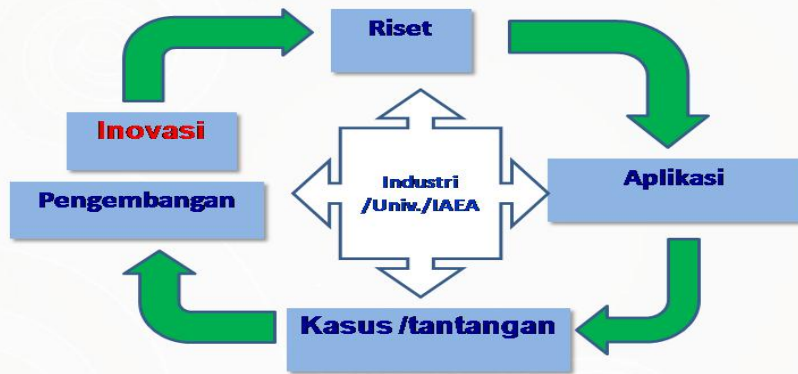 Riset
Inovasi
Pengembangan
Industri
/Univ./IAEA
Aplikasi
Kasus /tantangan